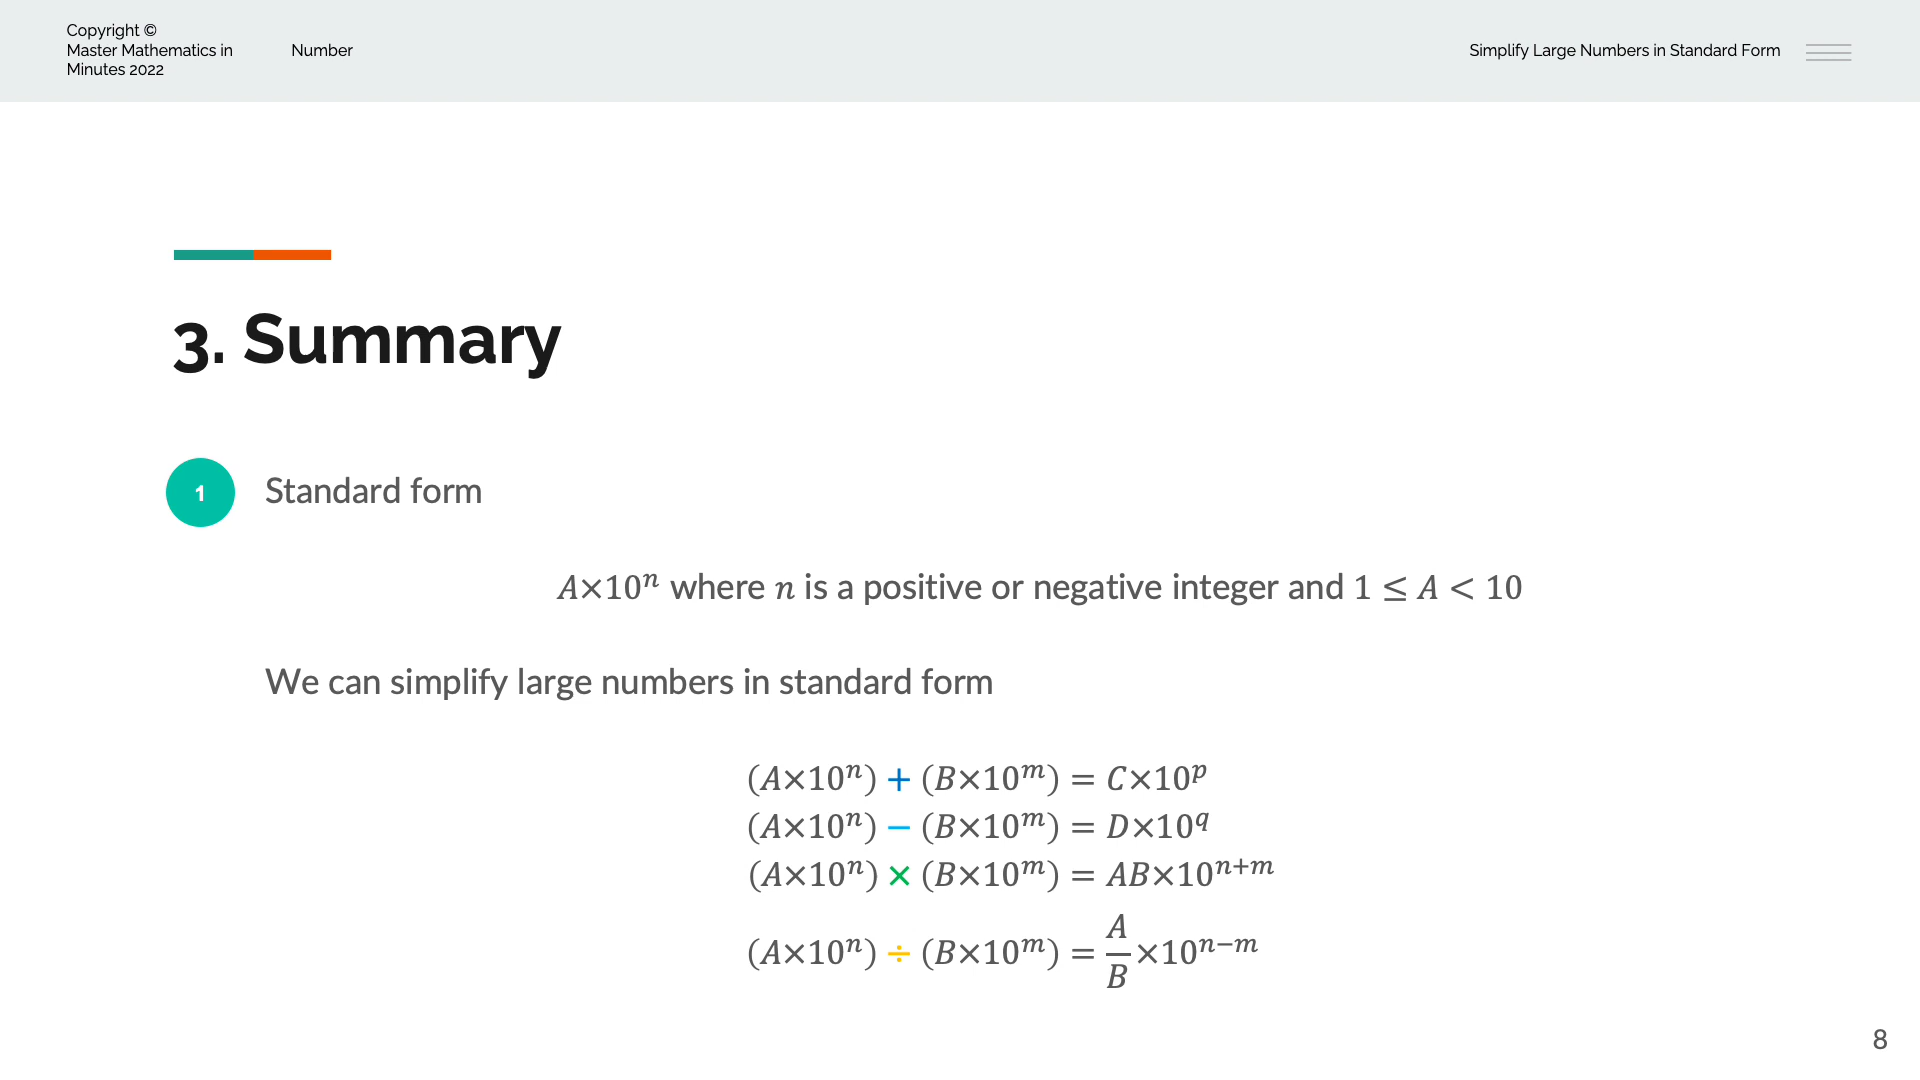 Copyright ©
Master Mathematics in
Minutes 2022
Number
Simplify Large Numbers in Standard Form
3. Summary
1
Standard form
A×10ⁿ where n is a positive or negative integer and 1 ≤ A < 10
We can simplify large numbers in standard form
(A×10ⁿ) + (B×10ᵐ) = C×10ᵖ
(A×10ⁿ) − (B×10ᵐ) = D×10^q
(A×10ⁿ) × (B×10ᵐ) = AB×10ⁿ⁺ᵐ
(A×10ⁿ) ÷ (B×10ᵐ) = A/B×10ⁿ⁻ᵐ
8